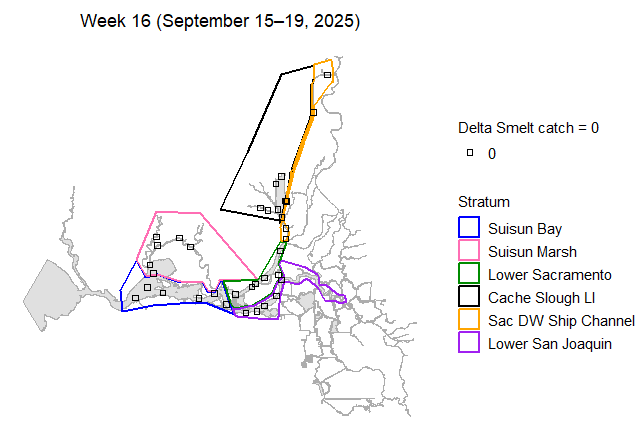 Week 16 (September 15–19, 2025)
Delta Smelt catch = 0
0
Stratum
Suisun Bay
Suisun Marsh
Lower Sacramento
Cache Slough LI
Sac DW Ship Channel
Lower San Joaquin